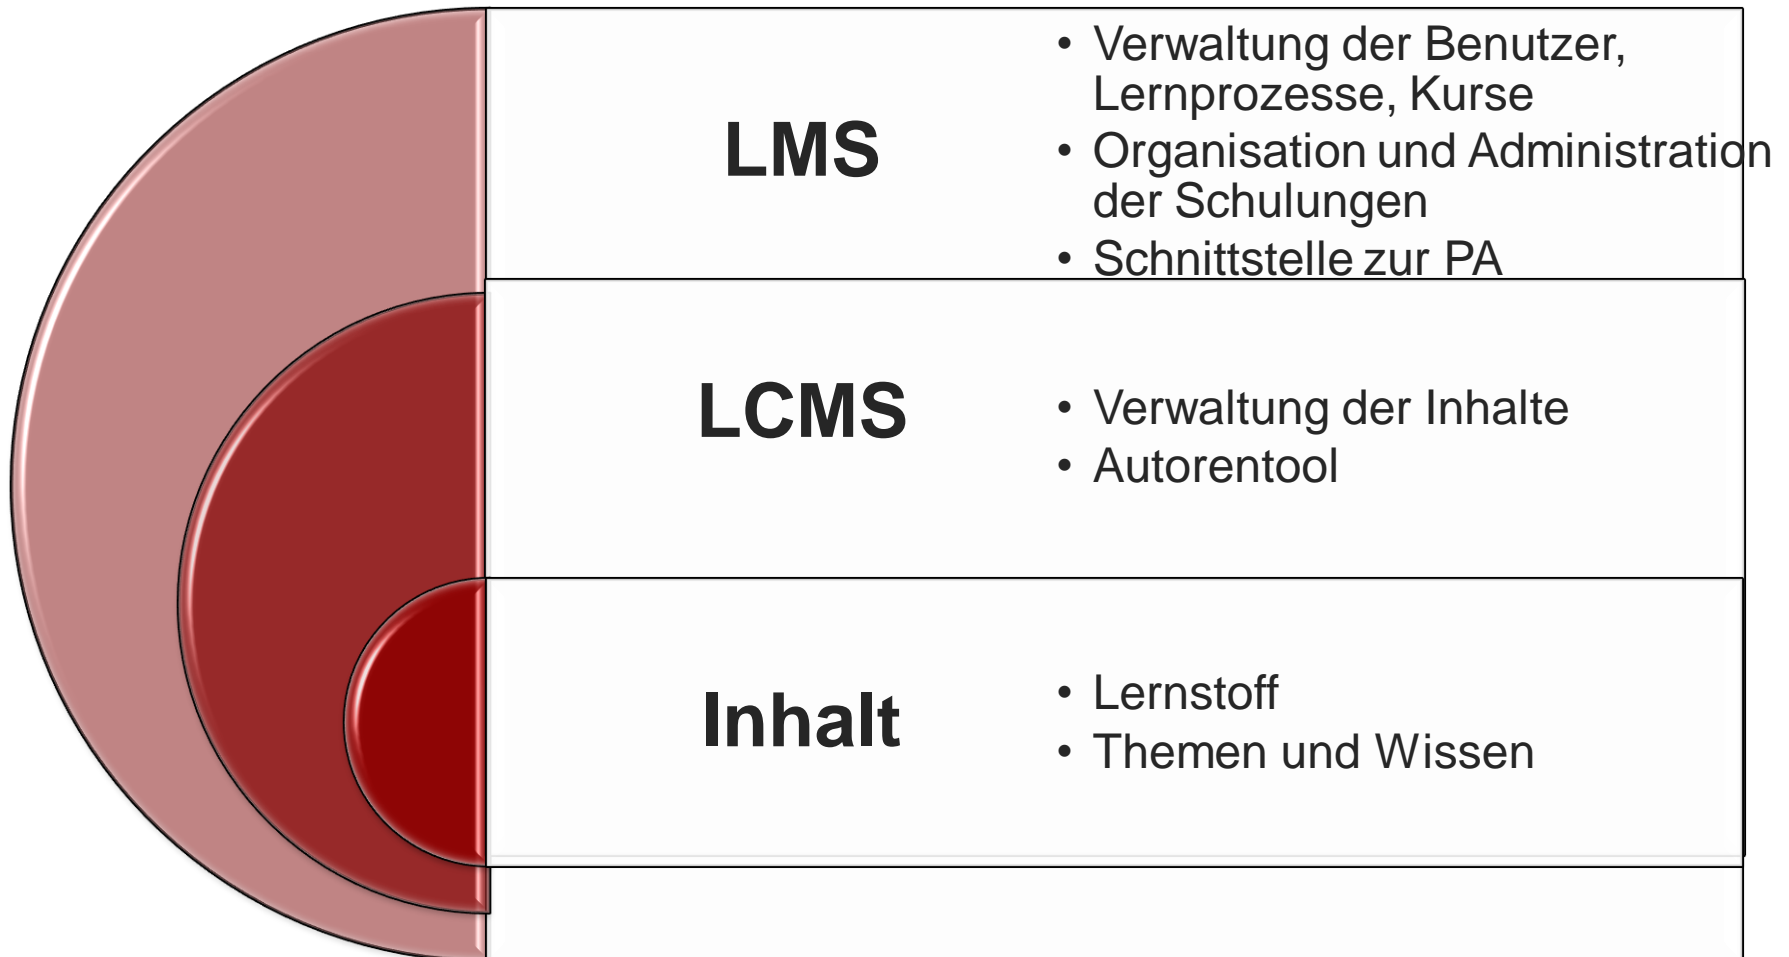 LMS
• Verwaltung der Benutzer,
Lernprozesse, Kurse
• Organisation und Administration
der Schulungen
• Schnittstelle zur PA
LCMS
• Verwaltung der Inhalte
• Autorentool
Inhalt
• Lernstoff
• Themen und Wissen